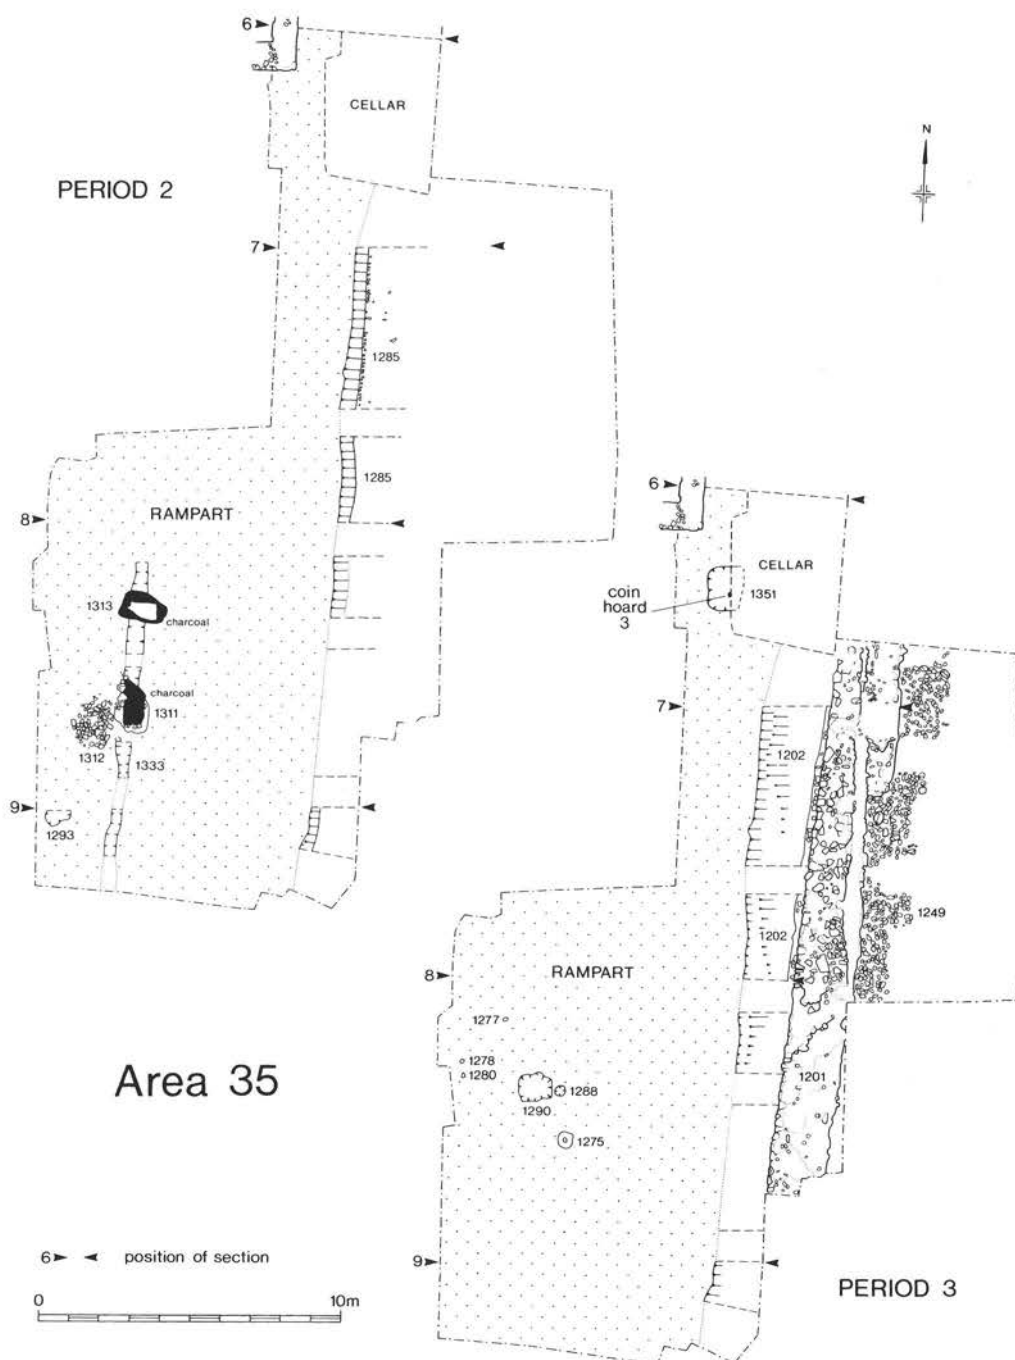 6
CELLAR
N
PERIOD 2
7
1285
1285
8
RAMPART
1313
charcoal
charcoal
1311
1312
1333
9
1293
6
CELLAR
coin
hoard
3
1351
7
1202
1202
1249
8
RAMPART
1277
1278
1280
1288
1290
1275
1201
Area 35
9
6 position of section
0 10m
PERIOD 3